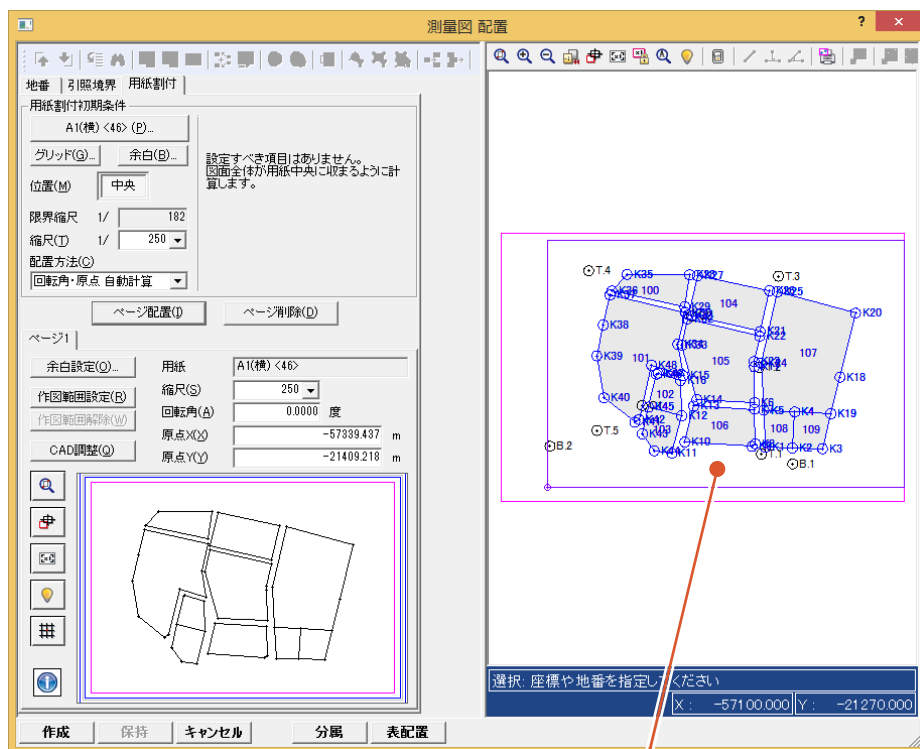 測量図 配置
? ×
地番 引照境界 用紙割付
用紙割付初期条件
A1(横) <46> (P)...
グリッド(G)... 余白(B)...
位置(M) 中央
限界縮尺 1/ 182
縮尺(T) 1/ 250
配置方法(C)
回転角・原点 自動計算
設定すべき項目はありません。
図面全体が用紙中央に収まるように計
算します。
ページ配置(I) ページ削除(D)
ページ1
余白設定(O)... 用紙 A1(横) <46>
作図範囲設定(R) 縮尺(S) 250
作図範囲解除(W) 回転角(A) 0.0000 度
CAD調整(Q) 原点X(X) -57339.437 m
原点Y(Y) -21409.218 m
T.4 K35 T.3
100 K29 104
K37 K20
K38 K31
K22
K39 101 105 107
K48
K15
K16 K18
K40 102 K14 K6
K45 K13 K5 K4 K19
K12
T.5 103 106 108 109
B.2 K10 K1 K2 K3
K11 T.1 B.1
選択: 座標や地番を指定してください
X : -57100.000 Y : -21270.000
作成 保持 キャンセル 分属 表配置